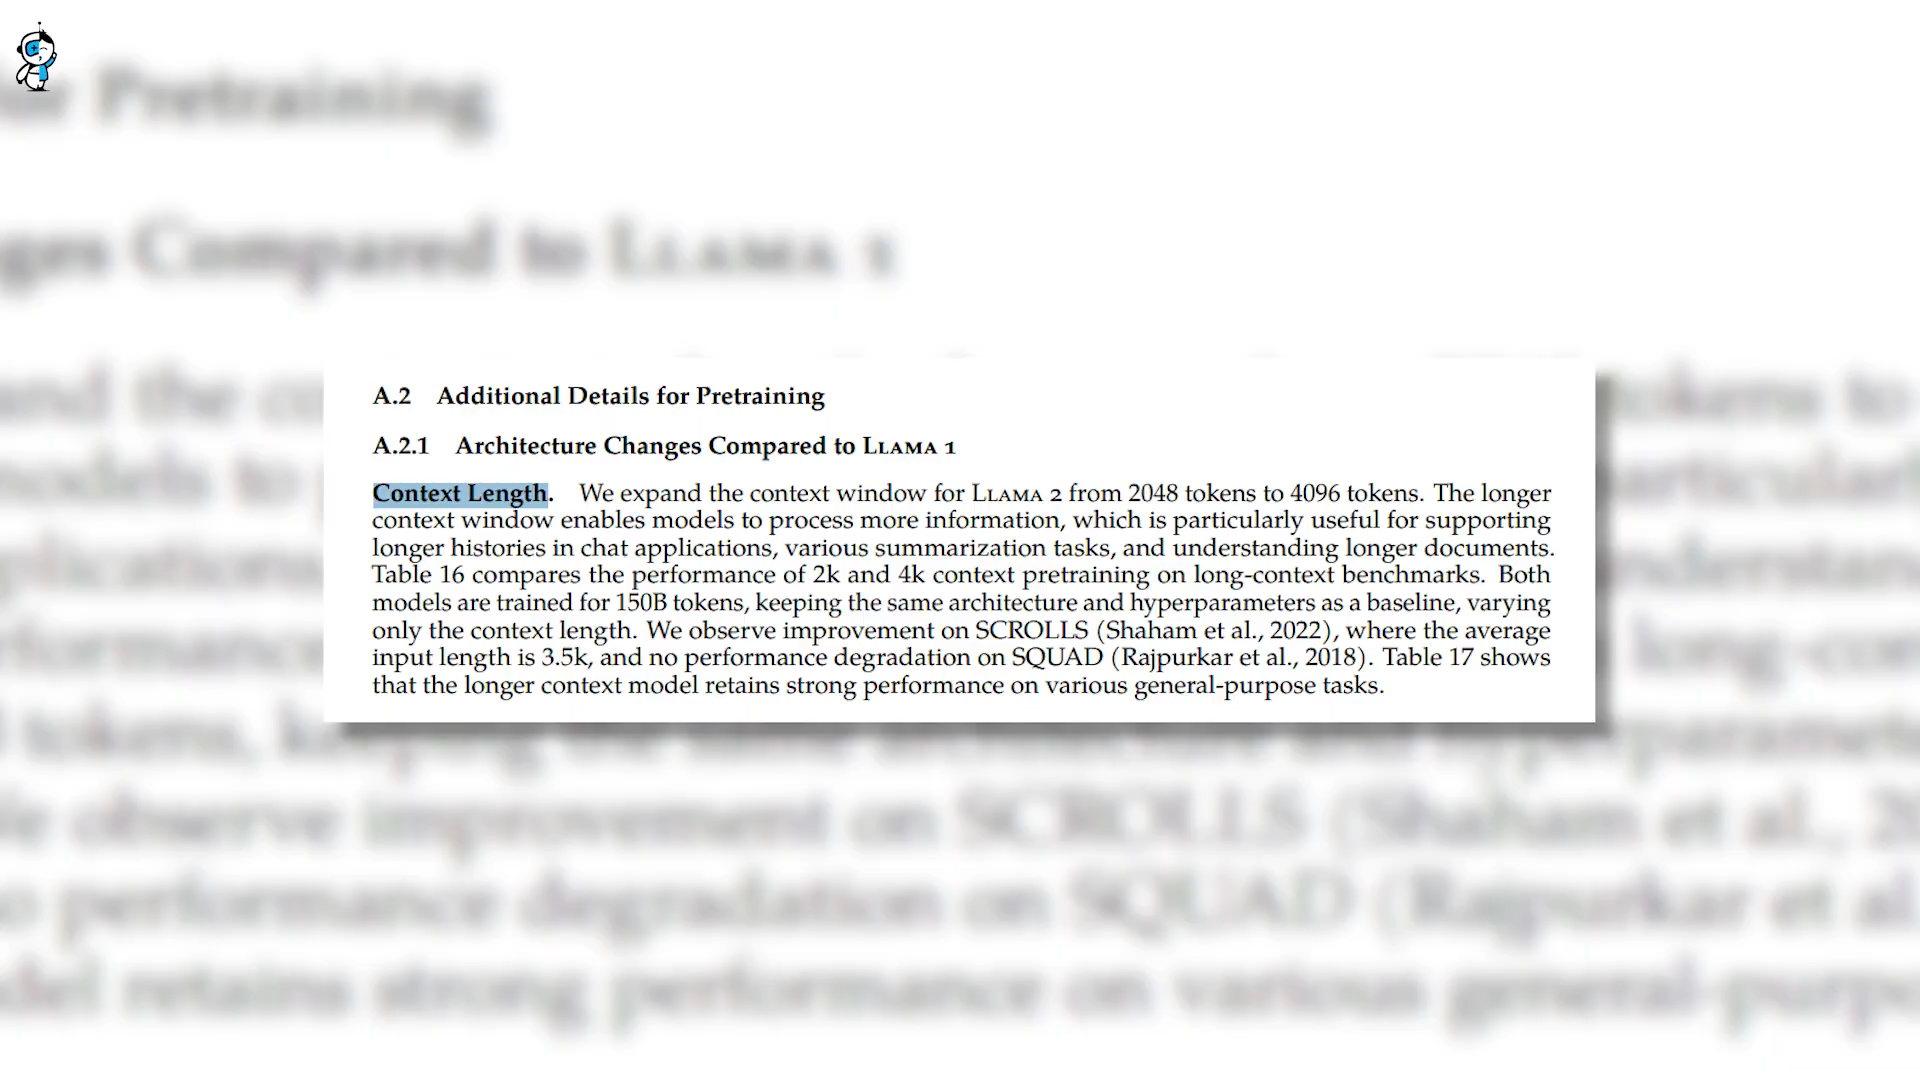 A.2 Additional Details for Pretraining
A.2.1 Architecture Changes Compared to LLAMA 1
Context Length. We expand the context window for LLAMA 2 from 2048 tokens to 4096 tokens. The longer
context window enables models to process more information, which is particularly useful for supporting
longer histories in chat applications, various summarization tasks, and understanding longer documents.
Table 16 compares the performance of 2k and 4k context pretraining on long-context benchmarks. Both
models are trained for 150B tokens, keeping the same architecture and hyperparameters as a baseline, varying
only the context length. We observe improvement on SCROLLS (Shaham et al., 2022), where the average
input length is 3.5k, and no performance degradation on SQUAD (Rajpurkar et al., 2018). Table 17 shows
that the longer context model retains strong performance on various general-purpose tasks.